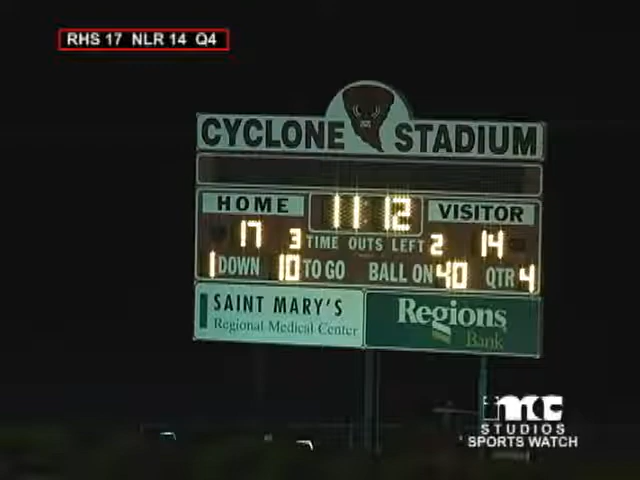 RHS 17 NLR 14 Q4
CYCLONE STADIUM
HOME 11 12 VISITOR
17 3 TIME OUTS LEFT 2 14
1 DOWN 10 TO GO BALL ON 40 QTR 4
SAINT MARY'S
Regional Medical Center
Regions
Bank
imc
STUDIOS
SPORTS WATCH